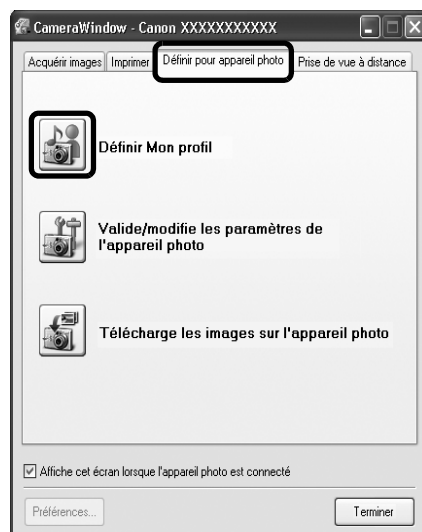 CameraWindow - Canon XXXXXXXXXXX
Acquérir images Imprimer Définir pour appareil photo Prise de vue à distance
Définir Mon profil
Valide/modifie les paramètres de
l'appareil photo
Télécharge les images sur l'appareil photo
Affiche cet écran lorsque l'appareil photo est connecté
Préférences... Terminer